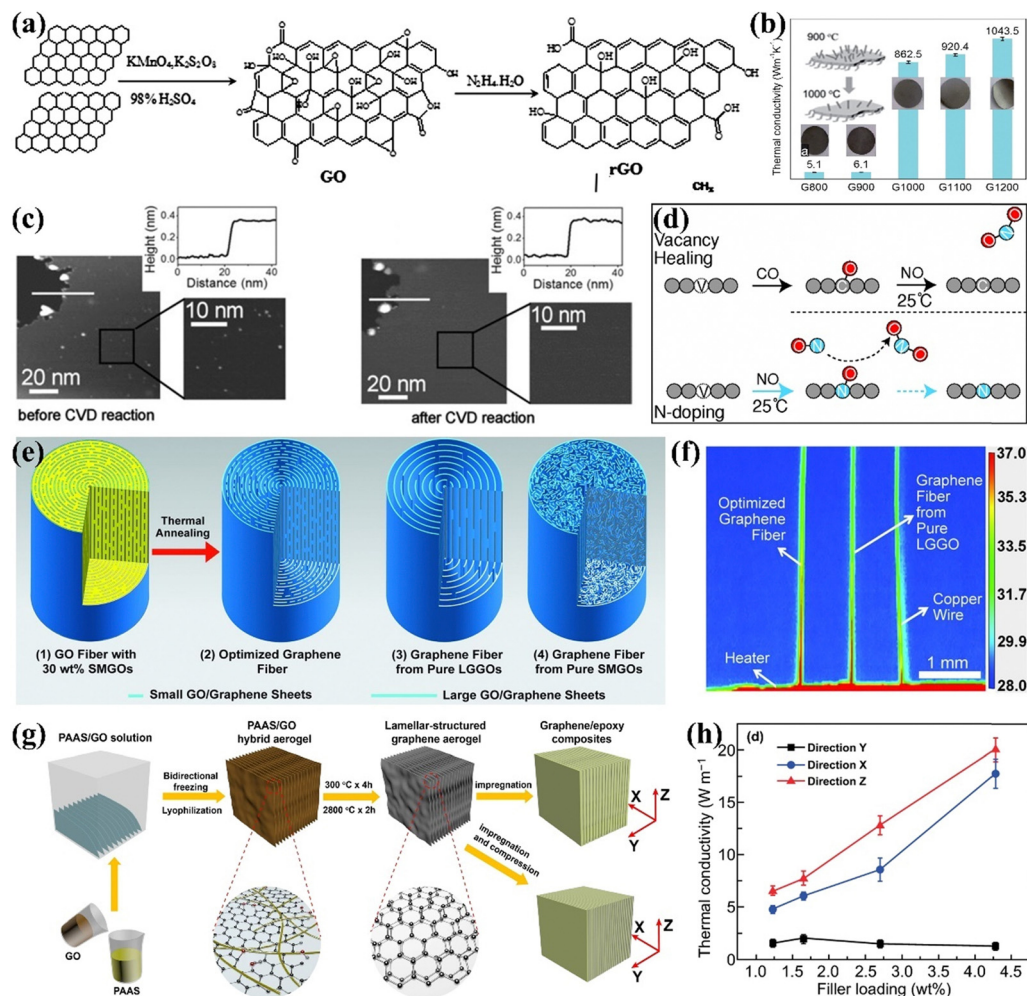 (a)
KMnO4,K2S2O8
98% H2SO4
GO
N2H4.H2O
rGO
CHx
(b)
Thermal conductivity (Wm⁻¹K⁻¹)
900 °C
1000 °C
a
5.1
6.1
862.5
920.4
1043.5
G800
G900
G1000
G1100
G1200
(c)
Height (nm)
0.4
0.2
0.0
0
20
40
Distance (nm)
10 nm
20 nm
before CVD reaction
Height (nm)
0.4
0.2
0.0
0
20
40
Distance (nm)
10 nm
20 nm
after CVD reaction
(d)
Vacancy
Healing
V
CO
C
NO
25℃
C
N
N
N
V
NO
25℃
N
N
N-doping
(e)
Thermal
Annealing
(1) GO Fiber with
30 wt% SMGOs
(2) Optimized Graphene
Fiber
(3) Graphene Fiber
from Pure LGGOs
(4) Graphene Fiber
from Pure SMGOs
Small GO/Graphene Sheets
Large GO/Graphene Sheets
(f)
Optimized
Graphene
Fiber
Graphene
Fiber
from
Pure
LGGO
Copper
Wire
Heater
1 mm
37.0
35.3
33.5
31.7
29.9
28.0
(g)
PAAS/GO solution
Bidirectional
freezing
Lyophilization
PAAS/GO
hybrid aerogel
300 °C x 4h
2800 °C x 2h
Lamellar-structured
graphene aerogel
impregnation
impregnation
and compression
Graphene/epoxy
composites
X
Z
Y
X
Z
Y
GO
PAAS
(h)
(d)
Direction Y
Direction X
Direction Z
Thermal conductivity (W m⁻¹)
20
15
10
5
0
1.0
1.5
2.0
2.5
3.0
3.5
4.0
4.5
Filler loading (wt%)